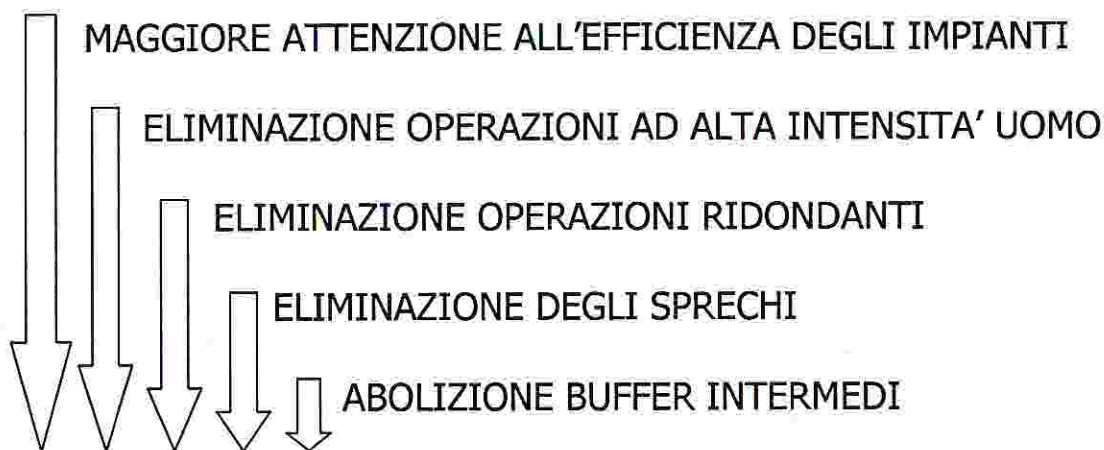 MAGGIORE ATTENZIONE ALL'EFFICIENZA DEGLI IMPIANTI
ELIMINAZIONE OPERAZIONI AD ALTA INTENSITA' UOMO
ELIMINAZIONE OPERAZIONI RIDONDANTI
ELIMINAZIONE DEGLI SPRECHI
ABOLIZIONE BUFFER INTERMEDI